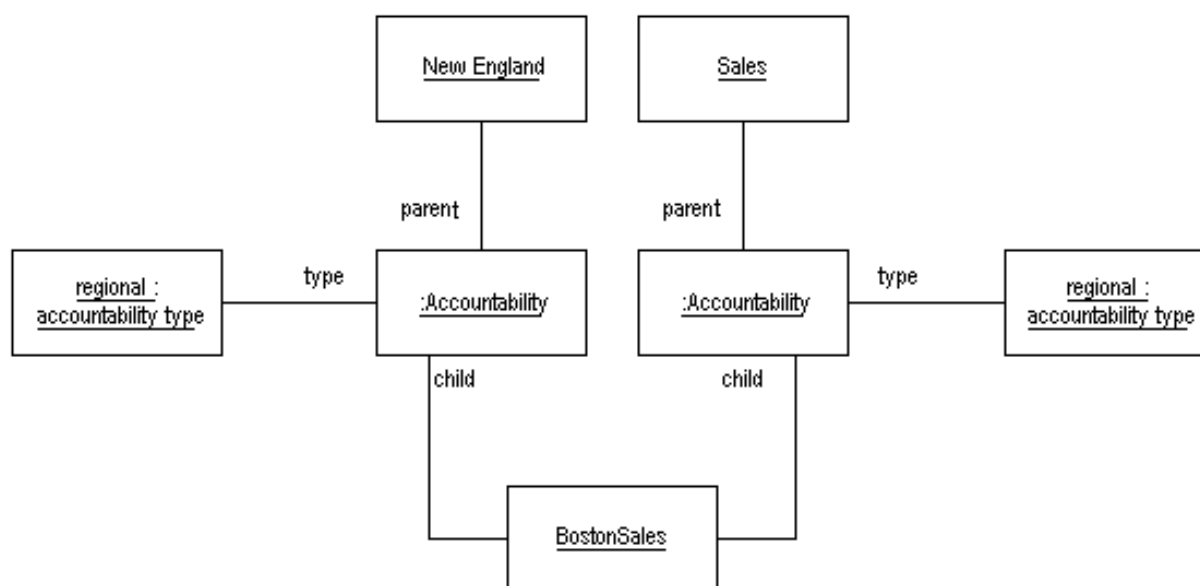 New England
Sales
parent
parent
regional :
accountability type
type
:Accountability
:Accountability
type
regional :
accountability type
child
child
BostonSales